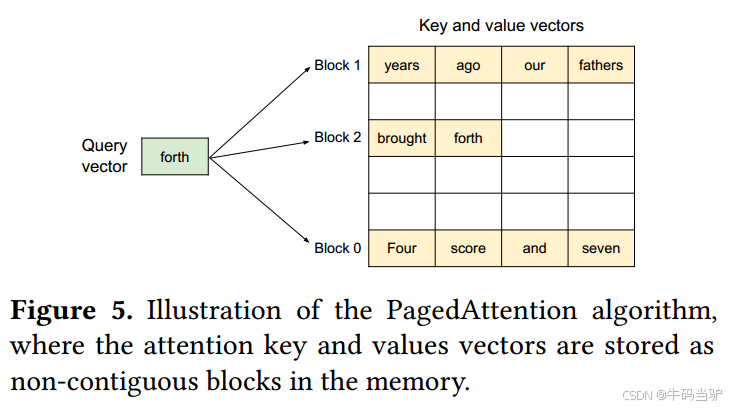 Key and value vectors
Block 1 years ago our fathers
Query
vector
forth
Block 2 brought forth
Block 0 Four score and seven
Figure 5. Illustration of the PagedAttention algorithm,
where the attention key and values vectors are stored as
non-contiguous blocks in the memory.
CSDN @牛码当驴